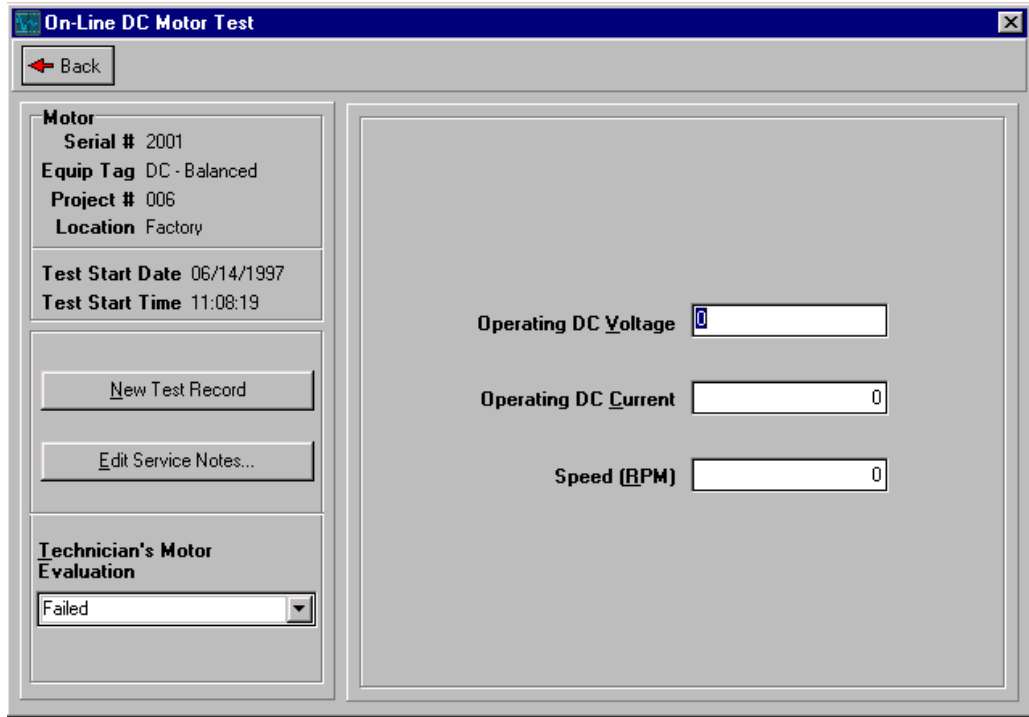 On-Line DC Motor Test
Back
Motor
Serial # 2001
Equip Tag DC - Balanced
Project # 006
Location Factory
Test Start Date 06/14/1997
Test Start Time 11:08:19
New Test Record
Edit Service Notes...
Technician's Motor
Evaluation
Failed
Operating DC Voltage 0
Operating DC Current 0
Speed (RPM) 0